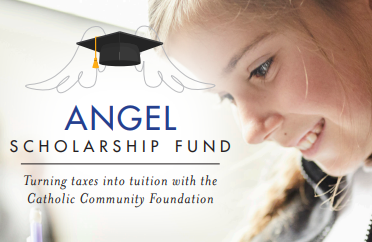 ANGEL
SCHOLARSHIP FUND
Turning taxes into tuition with the
Catholic Community Foundation